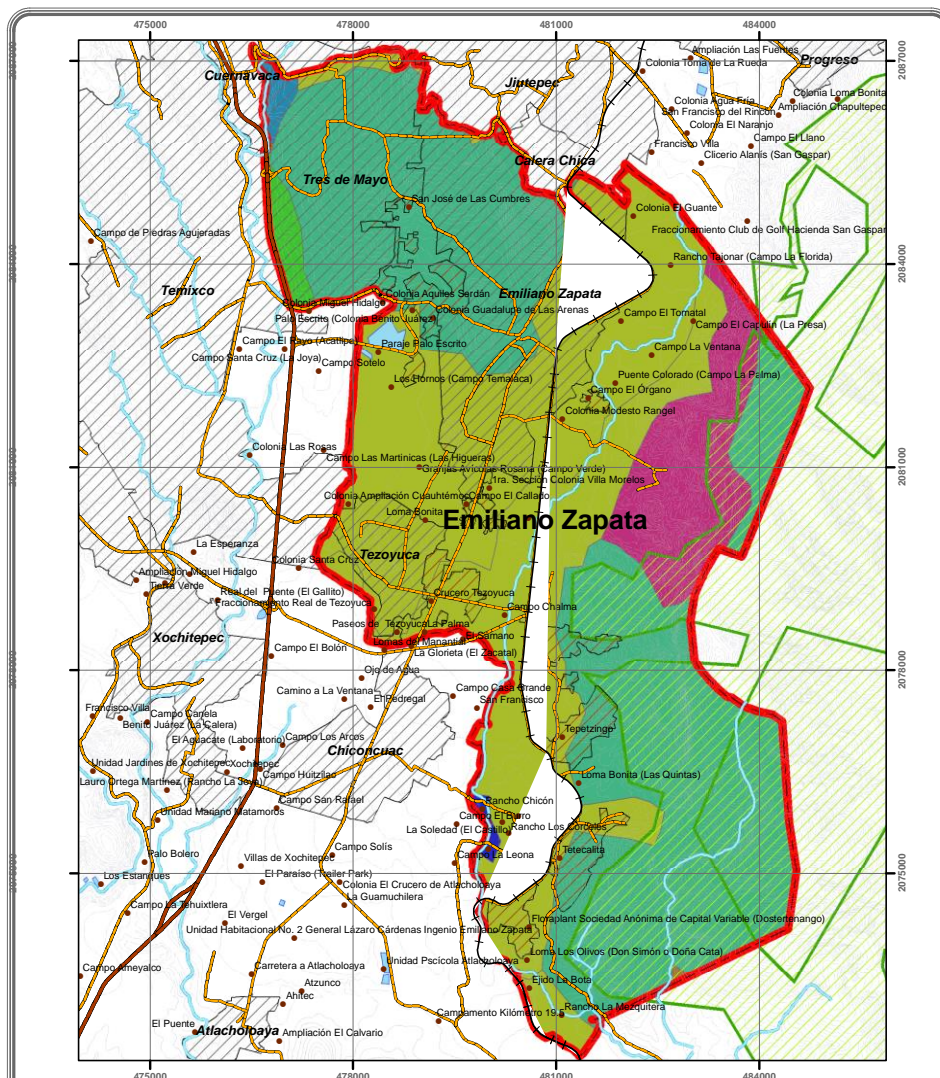 475000 478000 481000 484000
2087000 2087000
Ampliación Las Fuentes
Progreso
Colonia Toma de La Rueda
Cuernavaca
Jiutepec
Colonia Loma Bonita
Colonia Agua Fría
San Francisco del Rincón
Ampliación Chapultepec
Colonia El Naranjo
Campo El Llano
Francisco Villa
Calera Chica
Clicerio Alanís (San Gaspar)
Tres de Mayo
San José de Las Cumbres
Colonia El Guante
Fraccionamiento Club de Golf Hacienda San Gaspar
Campo de Piedras Agujeradas
Rancho Tajonar (Campo La Florida)
2084000 2084000
Temixco
Colonia Aquiles Serdán
Emiliano Zapata
Colonia Miguel Hidalgo
Colonia Guadalupe de Las Arenas
Palo Escrito (Colonia Benito Juárez)
Campo El Tomatal
Campo El Capulín (La Presa)
Campo El Rayo (Acatlipa)
Paraje Palo Escrito
Campo La Ventana
Campo Santa Cruz (La Joya)
Campo Sotelo
Puente Colorado (Campo La Palma)
Los Hornos (Campo Temalaca)
Campo El Órgano
Colonia Modesto Rangel
Colonia Las Rosas
Campo Las Martinicas (Las Higueras)
Granjas Avícolas Rosana (Campo Verde)
2081000 2081000
1ra. Sección Colonia Villa Morelos
Colonia Ampliación Cuauhtémoc
Campo El Callado
Loma Bonita
Emiliano Zapata
La Esperanza
Tezoyuca
Colonia Santa Cruz
Ampliación Miguel Hidalgo
Tierra Verde
Real del Puente (El Gallito)
Fraccionamiento Real de Tezoyuca
Crucero Tezoyuca
Campo Chalma
Paseos de Tezoyuca
La Palma
Xochitepec
El Sámano
Lomas del Manantial
La Glorieta (El Zacatal)
Campo El Bolón
2078000 2078000
Ojo de Agua
Camino a La Ventana
Campo Casa Grande
El Pedregal
San Francisco
Francisco Villa
Campo Canela
Benito Juárez (La Calera)
Tepetzingo
El Aguacate (Laboratorio)
Campo Los Arcos
Chiconcuac
Unidad Jardines de Xochitepec
Xochitepec
Campo Huitzilac
Loma Bonita (Las Quintas)
Lauro Ortega Martínez (Rancho La Joya)
Campo San Rafael
Rancho Chicón
Unidad Mariano Matamoros
Campo El Burro
La Soledad (El Castillo)
Rancho Los Corceles
Palo Bolero
Campo Solís
Tetecalita
Villas de Xochitepec
Campo La Leona
2075000 2075000
Los Estanques
El Paraíso (Trailer Park)
Colonia El Crucero de Atlacholoaya
La Guamuchilera
Campo La Tehuixtlera
El Vergel
Floraplant Sociedad Anónima de Capital Variable (Dostertenango)
Unidad Habitacional No. 2 General Lázaro Cárdenas Ingenio Emiliano Zapata
Loma Los Olivos (Don Simón o Doña Cata)
Unidad Pscícola Atlacholoaya
Campo Ameyalco
Carretera a Atlacholoaya
Ejido La Bota
Atzunco
Ahitec
Rancho La Mezquitera
Campamento Kilómetro 19.5
El Puente
Atlacholoaya
Ampliación El Calvario
475000 478000 481000 484000